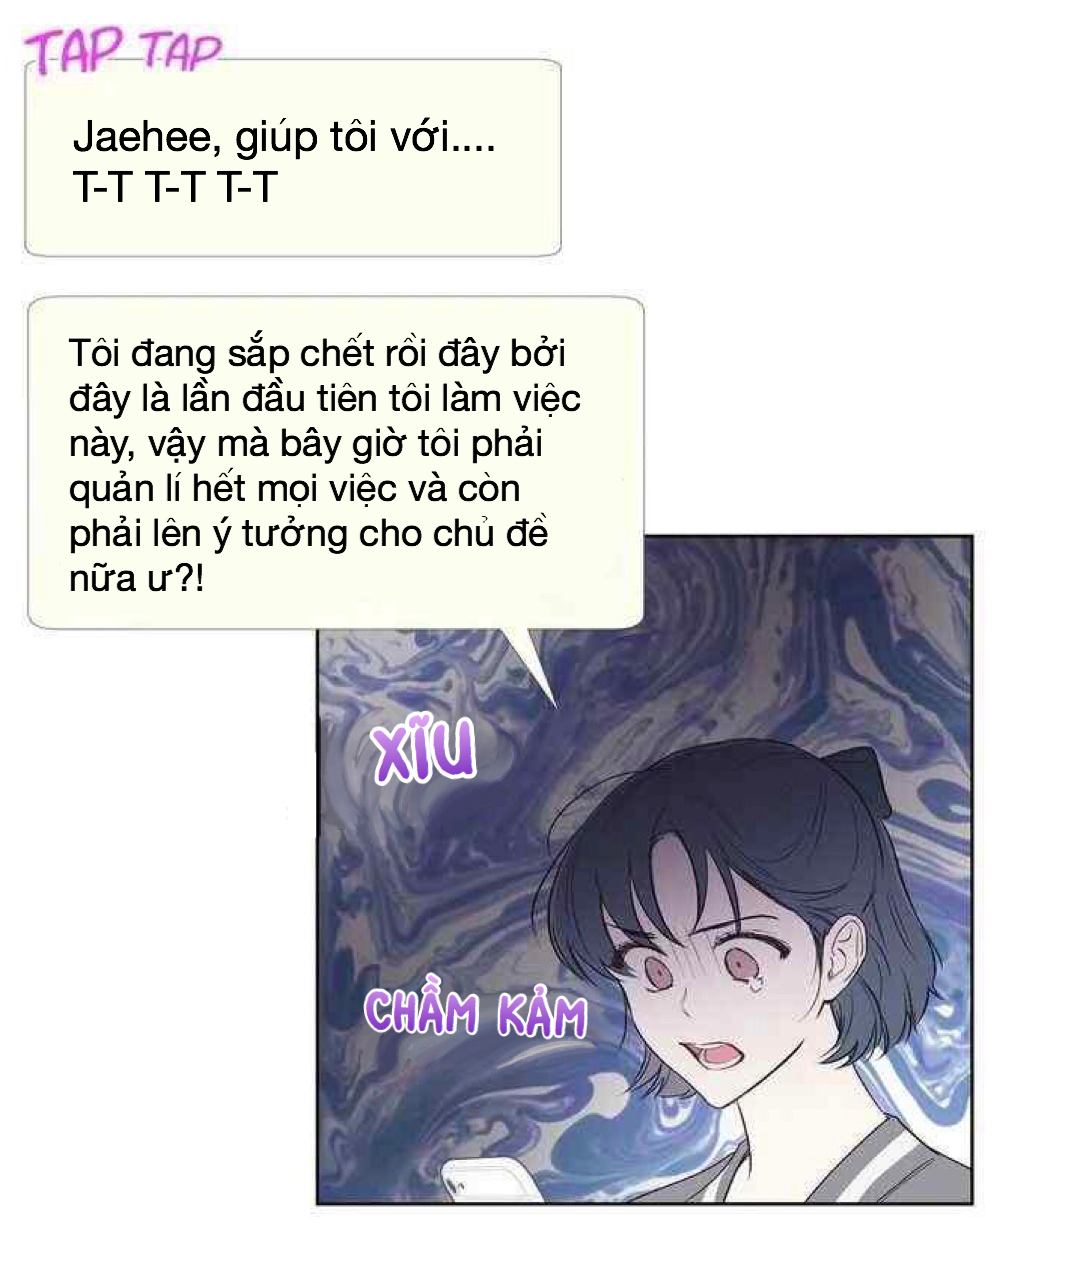 TAP TAP
Jaehee, giúp tôi với....
T-T T-T T-T
Tôi đang sắp chết rồi đây bởi
đây là lần đầu tiên tôi làm việc
này, vậy mà bây giờ tôi phải
quản lí hết mọi việc và còn
phải lên ý tưởng cho chủ đề
nữa ư?!
XĨU
CHẦM KẢM